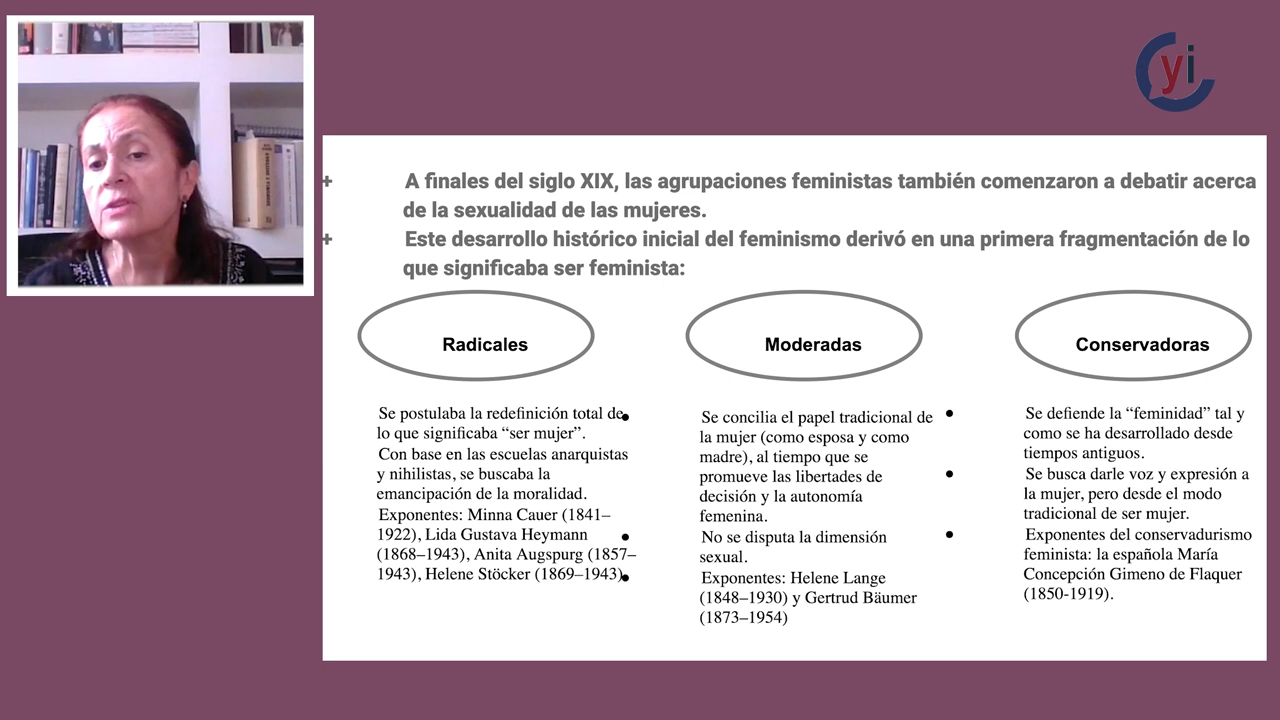 yi
+ A finales del siglo XIX, las agrupaciones feministas también comenzaron a debatir acerca
de la sexualidad de las mujeres.
+ Este desarrollo histórico inicial del feminismo derivó en una primera fragmentación de lo
que significaba ser feminista:
Radicales
Se postulaba la redefinición total de
lo que significaba “ser mujer”.
Con base en las escuelas anarquistas
y nihilistas, se buscaba la
emancipación de la moralidad.
Exponentes: Minna Cauer (1841–
1922), Lida Gustava Heymann
(1868–1943), Anita Augspurg (1857–
1943), Helene Stöcker (1869–1943).
Moderadas
• Se concilia el papel tradicional de
la mujer (como esposa y como
madre), al tiempo que se
promueve las libertades de
decisión y la autonomía
femenina.
• No se disputa la dimensión
sexual.
• Exponentes: Helene Lange
(1848–1930) y Gertrud Bäumer
(1873–1954)
Conservadoras
• Se defiende la “feminidad” tal y
como se ha desarrollado desde
tiempos antiguos.
• Se busca darle voz y expresión a
la mujer, pero desde el modo
tradicional de ser mujer.
• Exponentes del conservadurismo
feminista: la española María
Concepción Gimeno de Flaquer
(1850-1919).